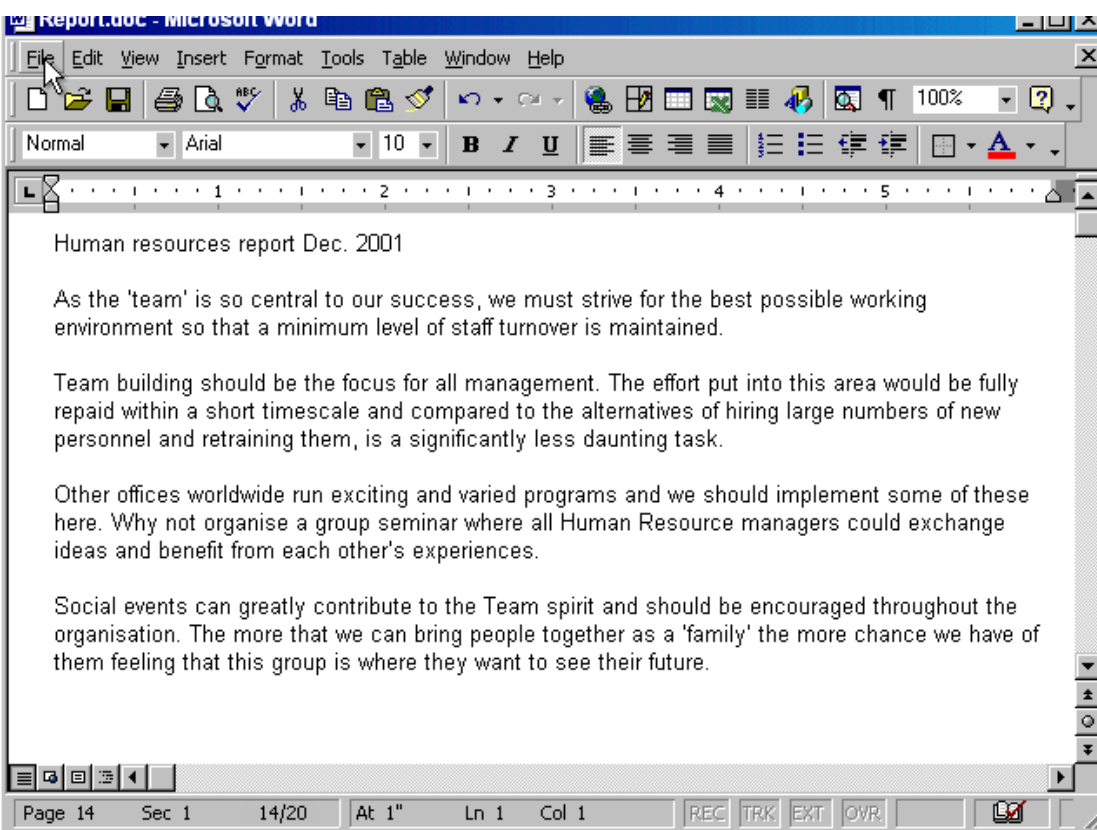 Report.doc - Microsoft Word
File Edit View Insert Format Tools Table Window Help
ABC 100%
Normal Arial 10 B I U A
1 2 3 4 5
Human resources report Dec. 2001
As the 'team' is so central to our success, we must strive for the best possible working
environment so that a minimum level of staff turnover is maintained.
Team building should be the focus for all management. The effort put into this area would be fully
repaid within a short timescale and compared to the alternatives of hiring large numbers of new
personnel and retraining them, is a significantly less daunting task.
Other offices worldwide run exciting and varied programs and we should implement some of these
here. Why not organise a group seminar where all Human Resource managers could exchange
ideas and benefit from each other's experiences.
Social events can greatly contribute to the Team spirit and should be encouraged throughout the
organisation. The more that we can bring people together as a 'family' the more chance we have of
them feeling that this group is where they want to see their future.
Page 14 Sec 1 14/20 At 1" Ln 1 Col 1 REC TRK EXT OVR